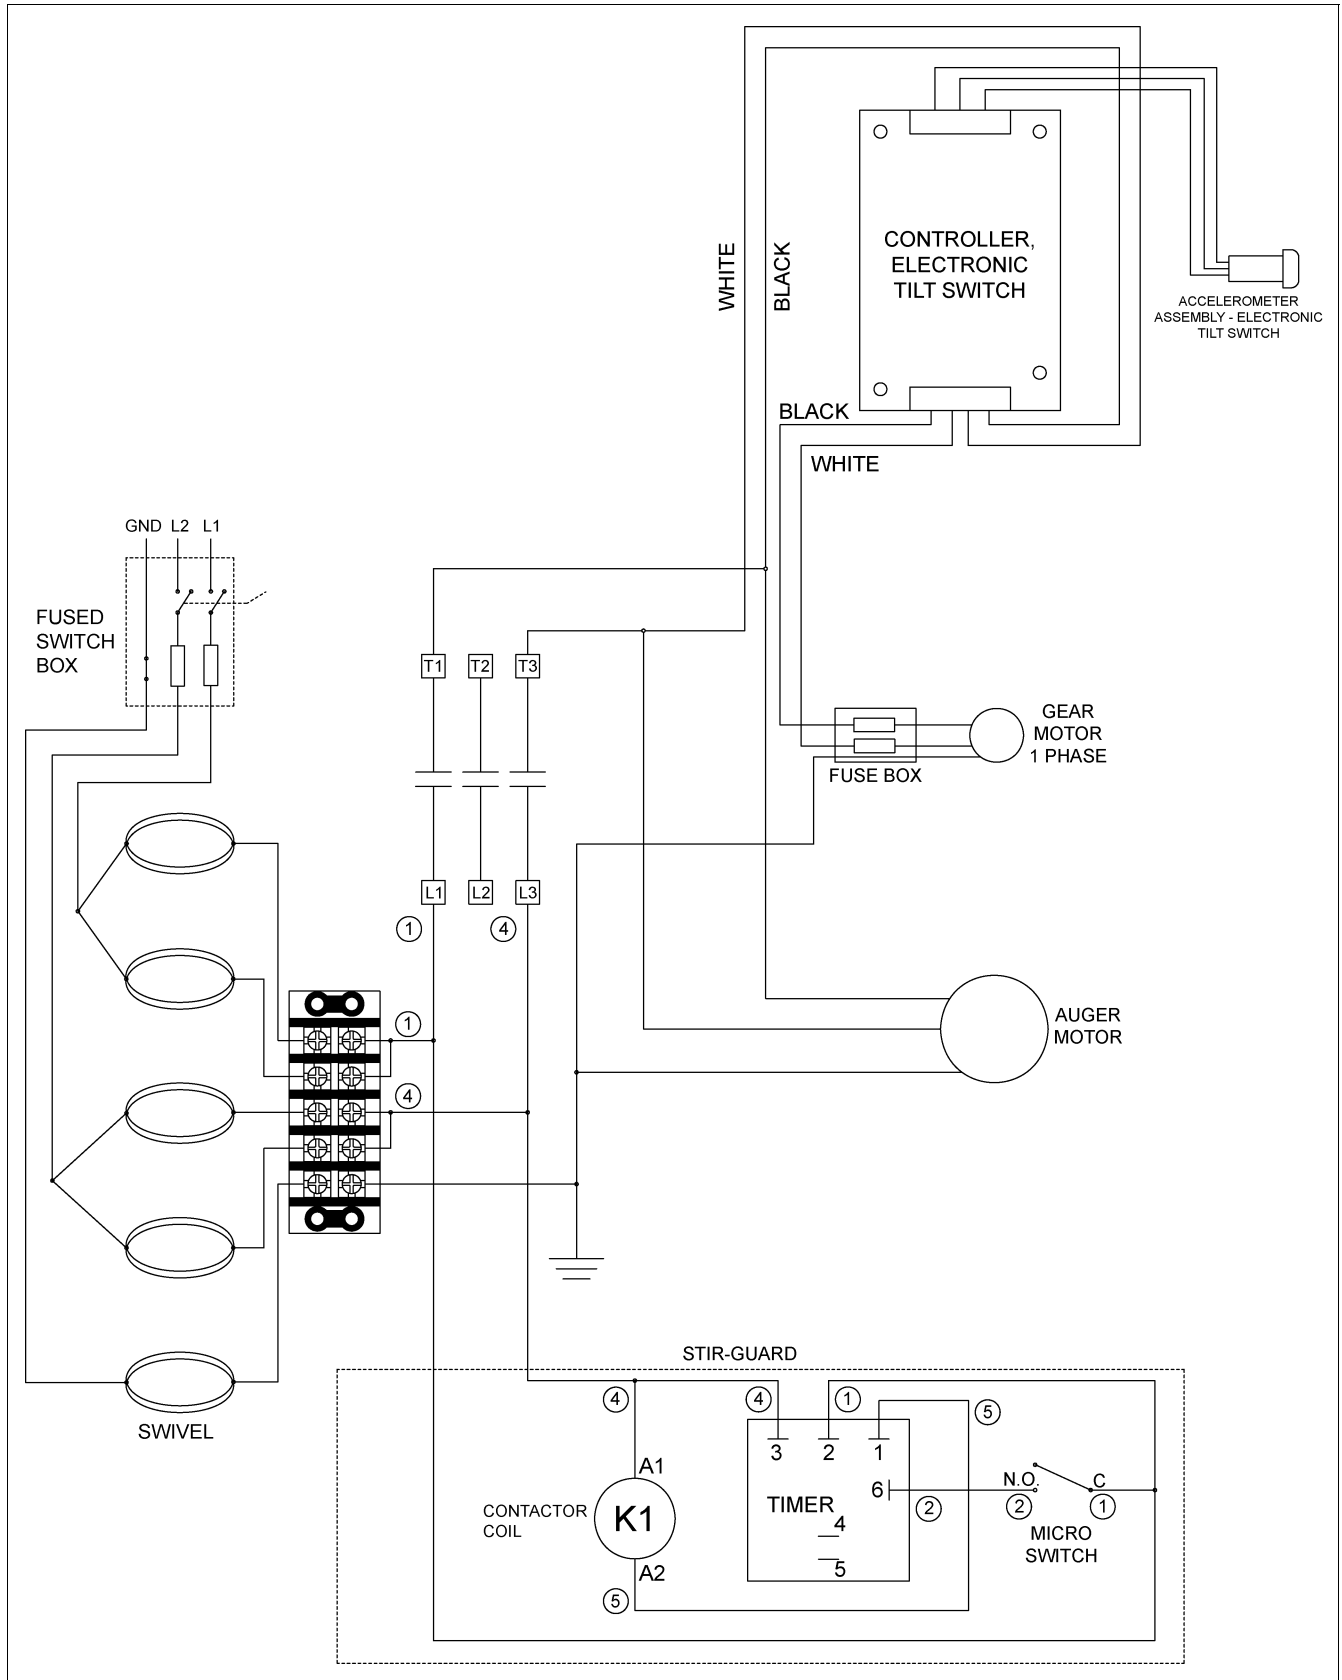 WHITE
BLACK
CONTROLLER,
ELECTRONIC
TILT SWITCH
ACCELEROMETER
ASSEMBLY - ELECTRONIC
TILT SWITCH
BLACK
WHITE
GND L2 L1
FUSED
SWITCH
BOX
T1 T2 T3
GEAR
MOTOR
1 PHASE
FUSE BOX
L1 L2 L3
1 4
1
AUGER
MOTOR
4
STIR-GUARD
SWIVEL
4 4 1 5
3 2 1
A1
6 N.O. C
TIMER
2 2 1
CONTACTOR
COIL
K1
4
MICRO
SWITCH
5
A2
5